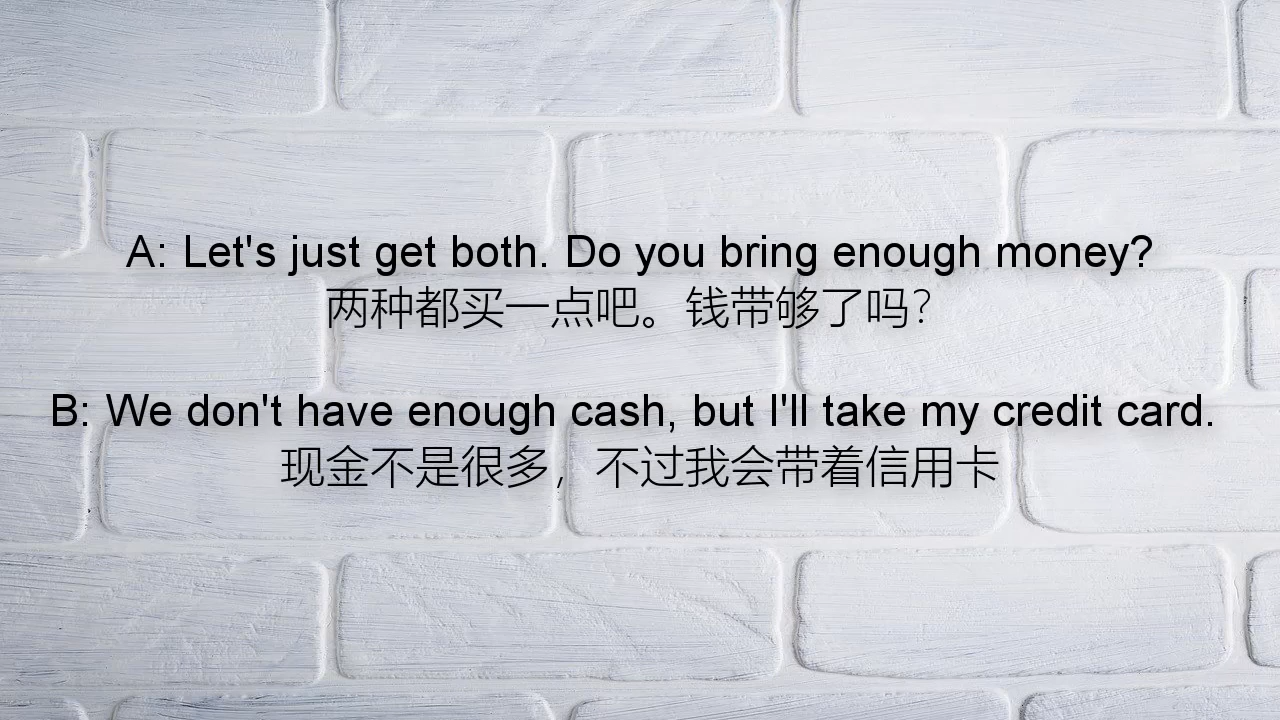 A: Let's just get both. Do you bring enough money?
两种都买一点吧。钱带够了吗？
B: We don't have enough cash, but I'll take my credit card.
现金不是很多，不过我会带着信用卡